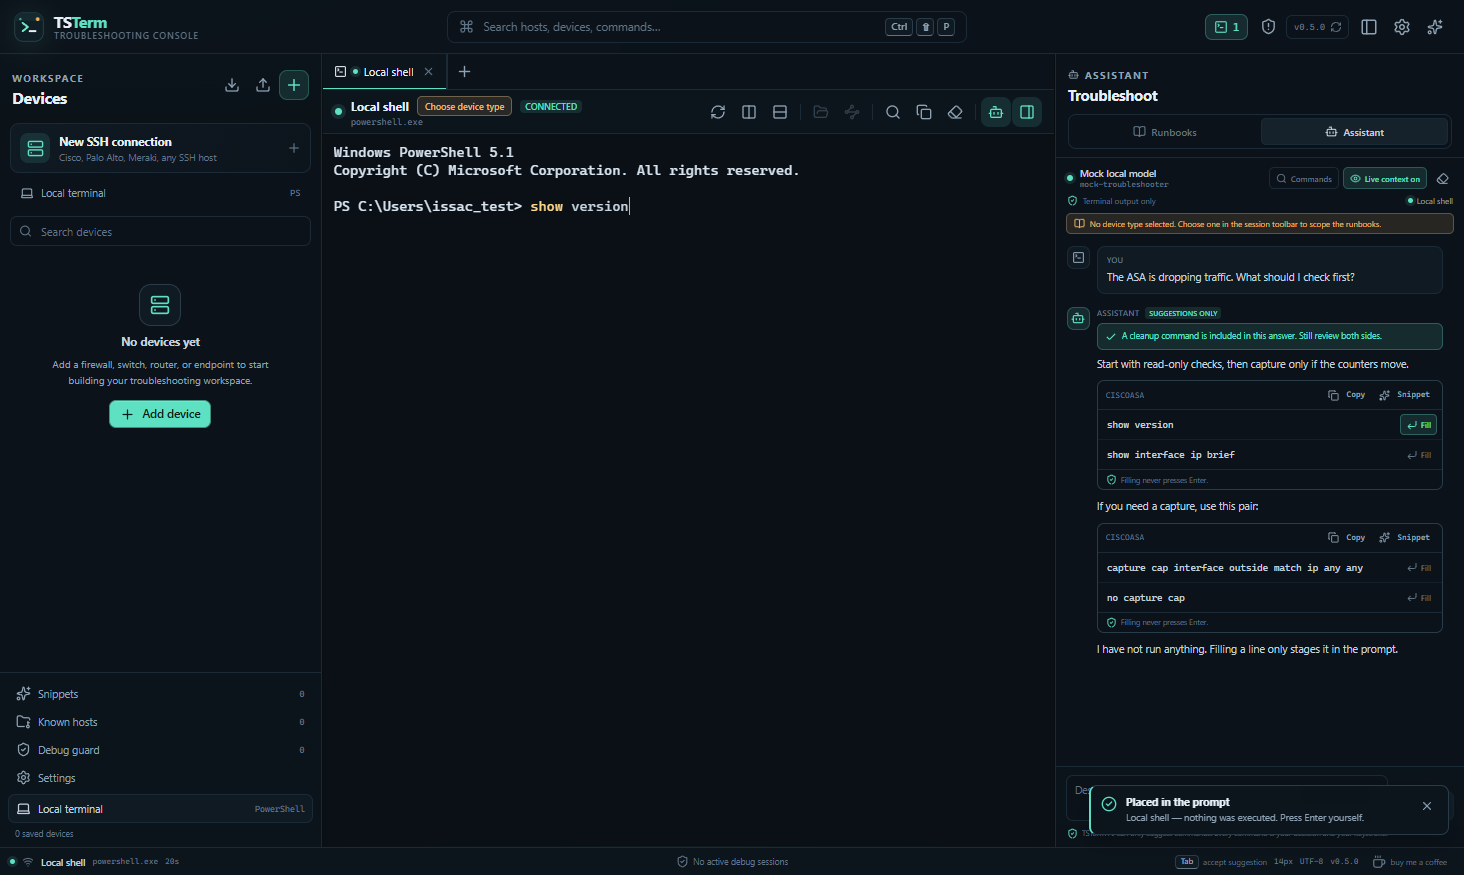 TSTerm
TROUBLESHOOTING CONSOLE
Search hosts, devices, commands...
Ctrl
P
1
v0.5.0
WORKSPACE
Devices
New SSH connection
Cisco, Palo Alto, Meraki, any SSH host
Local terminal
PS
Search devices
No devices yet
Add a firewall, switch, router, or endpoint to start
building your troubleshooting workspace.
Add device
Snippets 0
Known hosts 0
Debug guard 0
Settings
Local terminal PowerShell
0 saved devices
Local shell
Local shell
Choose device type
CONNECTED
powershell.exe
Windows PowerShell 5.1
Copyright (C) Microsoft Corporation. All rights reserved.
PS C:\Users\issac_test> show version
ASSISTANT
Troubleshoot
Runbooks
Assistant
Mock local model
mock-troubleshooter
Commands
Live context on
Terminal output only
Local shell
No device type selected. Choose one in the session toolbar to scope the runbooks.
YOU
The ASA is dropping traffic. What should I check first?
ASSISTANT
SUGGESTIONS ONLY
A cleanup command is included in this answer. Still review both sides.
Start with read-only checks, then capture only if the counters move.
CISCOASA
Copy
Snippet
show version
Fill
show interface ip brief
Fill
Filling never presses Enter.
If you need a capture, use this pair:
CISCOASA
Copy
Snippet
capture cap interface outside match ip any any
Fill
no capture cap
Fill
Filling never presses Enter.
I have not run anything. Filling a line only stages it in the prompt.
Placed in the prompt
Local shell — nothing was executed. Press Enter yourself.
Local shell powershell.exe 20s
No active debug sessions
Tab accept suggestion 14px UTF-8 v0.5.0 buy me a coffee